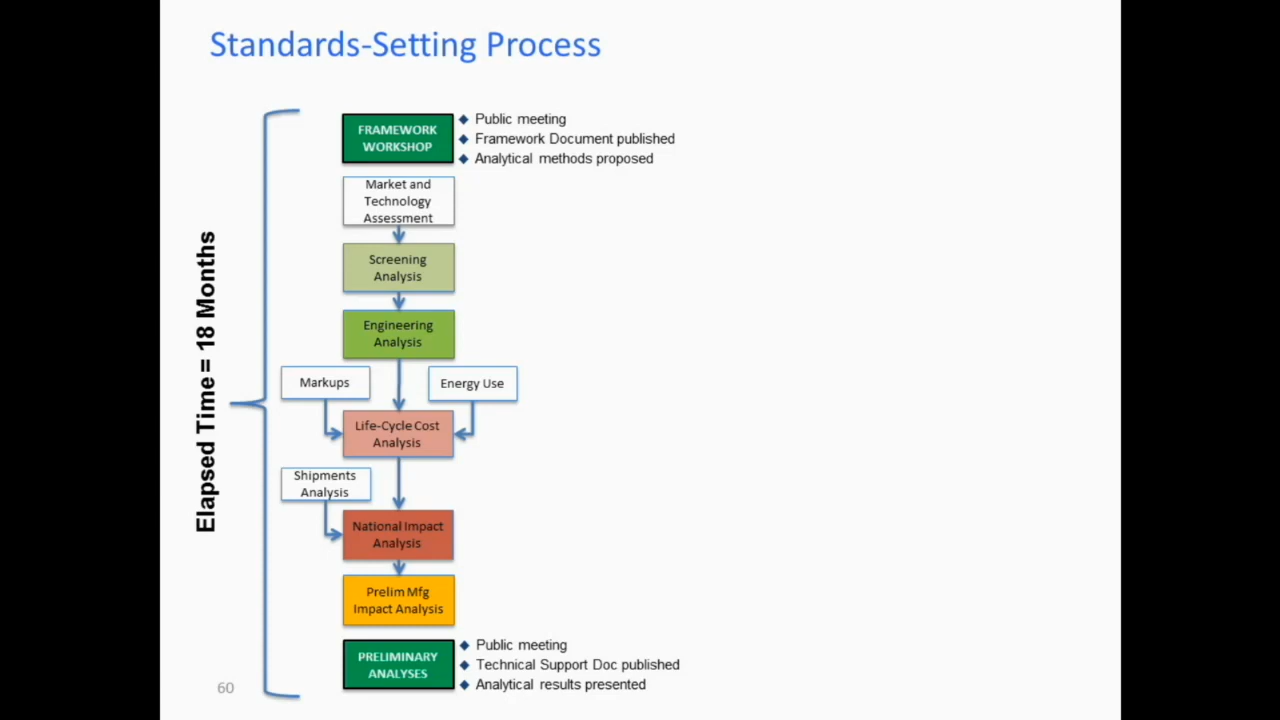 Standards-Setting Process
FRAMEWORK
WORKSHOP
◆ Public meeting
◆ Framework Document published
◆ Analytical methods proposed
Market and
Technology
Assessment
Screening
Analysis
Engineering
Analysis
Markups
Energy Use
Life-Cycle Cost
Analysis
Shipments
Analysis
National Impact
Analysis
Prelim Mfg
Impact Analysis
PRELIMINARY
ANALYSES
◆ Public meeting
◆ Technical Support Doc published
◆ Analytical results presented
Elapsed Time = 18 Months
60